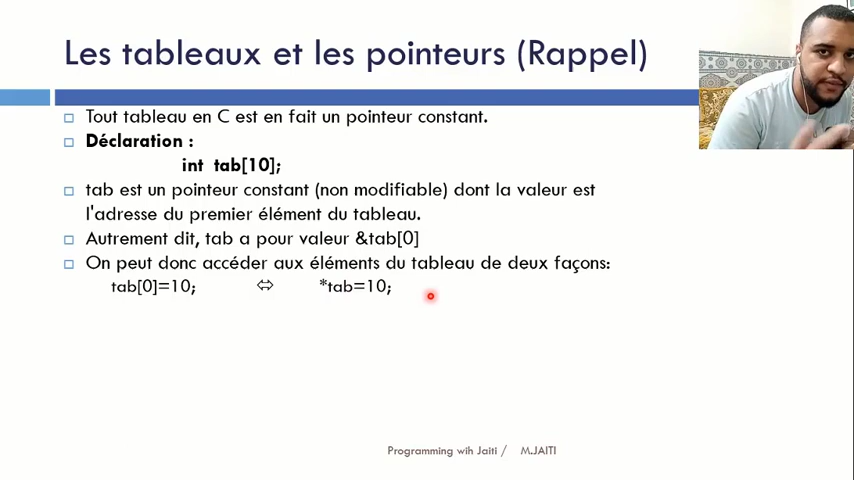 Les tableaux et les pointeurs (Rappel)
Tout tableau en C est en fait un pointeur constant.
Déclaration :
int tab[10];
tab est un pointeur constant (non modifiable) dont la valeur est
l'adresse du premier élément du tableau.
Autrement dit, tab a pour valeur &tab[0]
On peut donc accéder aux éléments du tableau de deux façons:
tab[0]=10; ⇔ *tab=10;
Programming wih Jaiti / M.JAITI